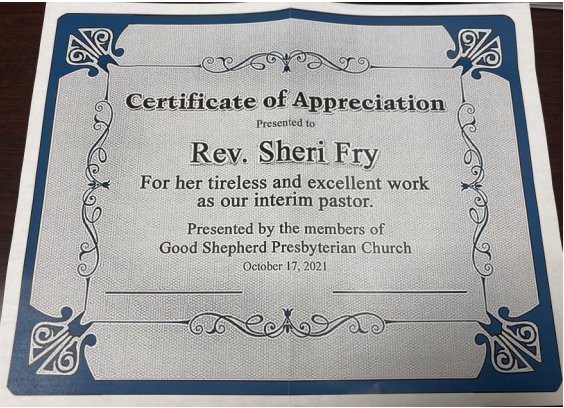 Certificate of Appreciation
Presented to
Rev. Sheri Fry
For her tireless and excellent work
as our interim pastor.
Presented by the members of
Good Shepherd Presbyterian Church
October 17, 2021